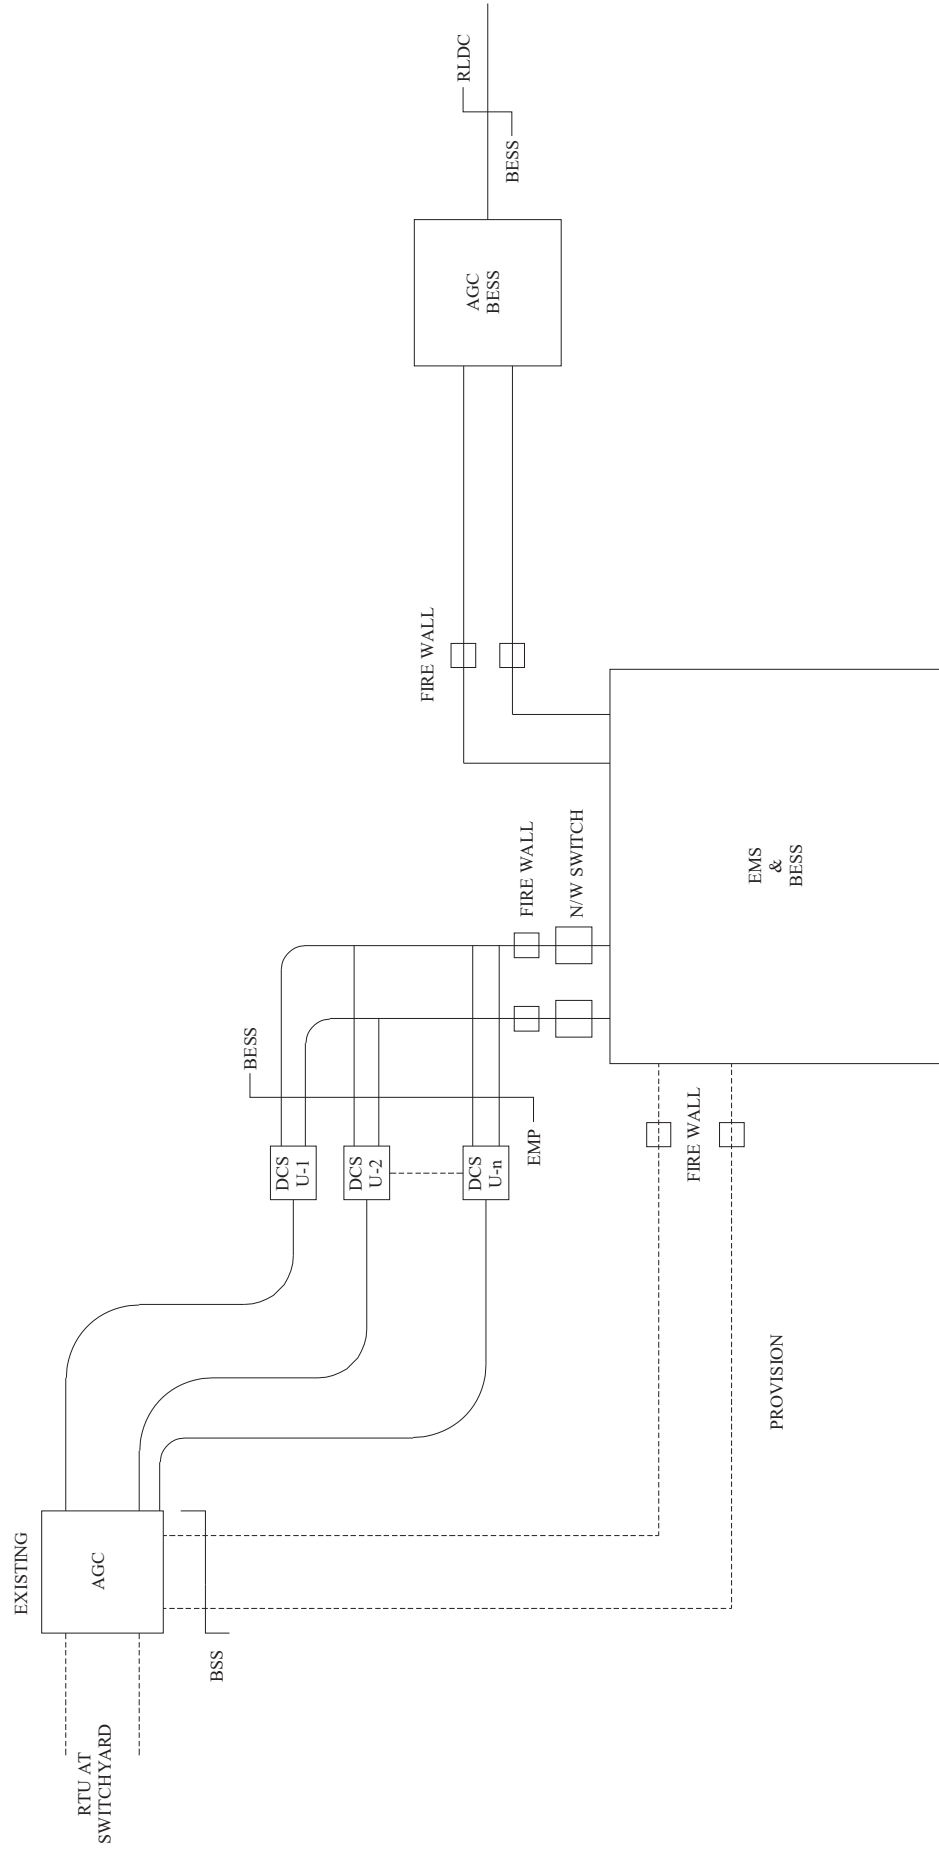 EXISTING
AGC
RTU AT
SWITCHYARD
BSS
BESS
DCS
U-1
DCS
U-2
DCS
U-n
EMP
FIRE WALL
N/W SWITCH
FIRE WALL
PROVISION
EMS
&
BESS
FIRE WALL
AGC
BESS
RLDC
BESS